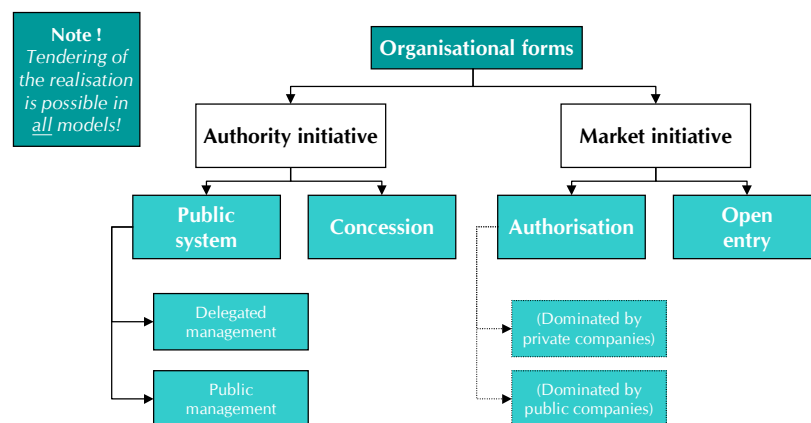 Note !
Tendering of
the realisation
is possible in
all models!
Organisational forms
Authority initiative
Market initiative
Public
system
Concession
Authorisation
Open
entry
Delegated
management
(Dominated by
private companies)
Public
management
(Dominated by
public companies)